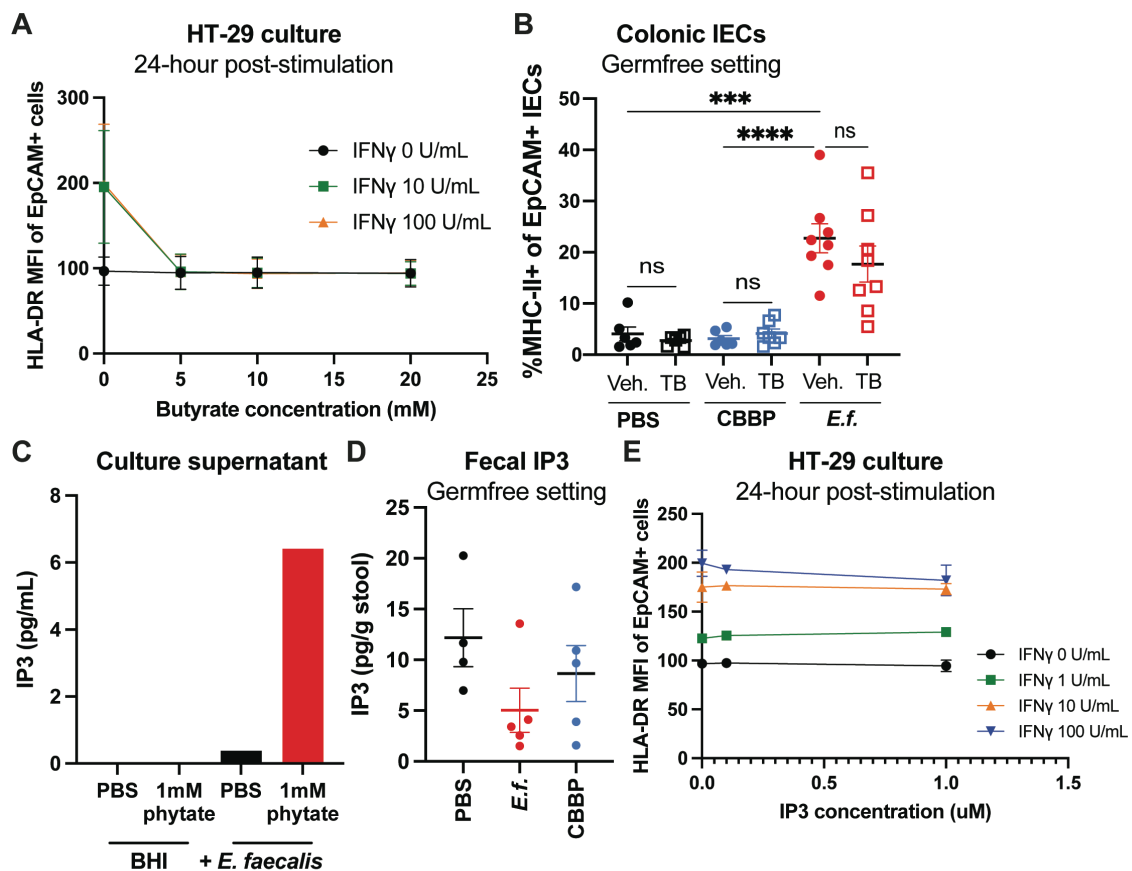 A
HT-29 culture
24-hour post-stimulation
HLA-DR MFI of EpCAM+ cells
300
200
100
0
0
5
10
15
20
25
Butyrate concentration (mM)
IFNγ 0 U/mL
IFNγ 10 U/mL
IFNγ 100 U/mL
B
Colonic IECs
Germfree setting
%MHC-II+ of EpCAM+ IECs
50
40
30
20
10
0
***
****
ns
ns
ns
Veh. TB Veh. TB Veh. TB
PBS CBBP E.f.
C
Culture supernatant
IP3 (pg/mL)
8
6
4
2
0
PBS 1mM PBS 1mM
phytate phytate
BHI + E. faecalis
D
Fecal IP3
Germfree setting
IP3 (pg/g stool)
25
20
15
10
5
0
PBS
E.f.
CBBP
E
HT-29 culture
24-hour post-stimulation
HLA-DR MFI of EpCAM+ cells
250
200
150
100
50
0
0.0
0.5
1.0
1.5
IP3 concentration (uM)
IFNγ 0 U/mL
IFNγ 1 U/mL
IFNγ 10 U/mL
IFNγ 100 U/mL